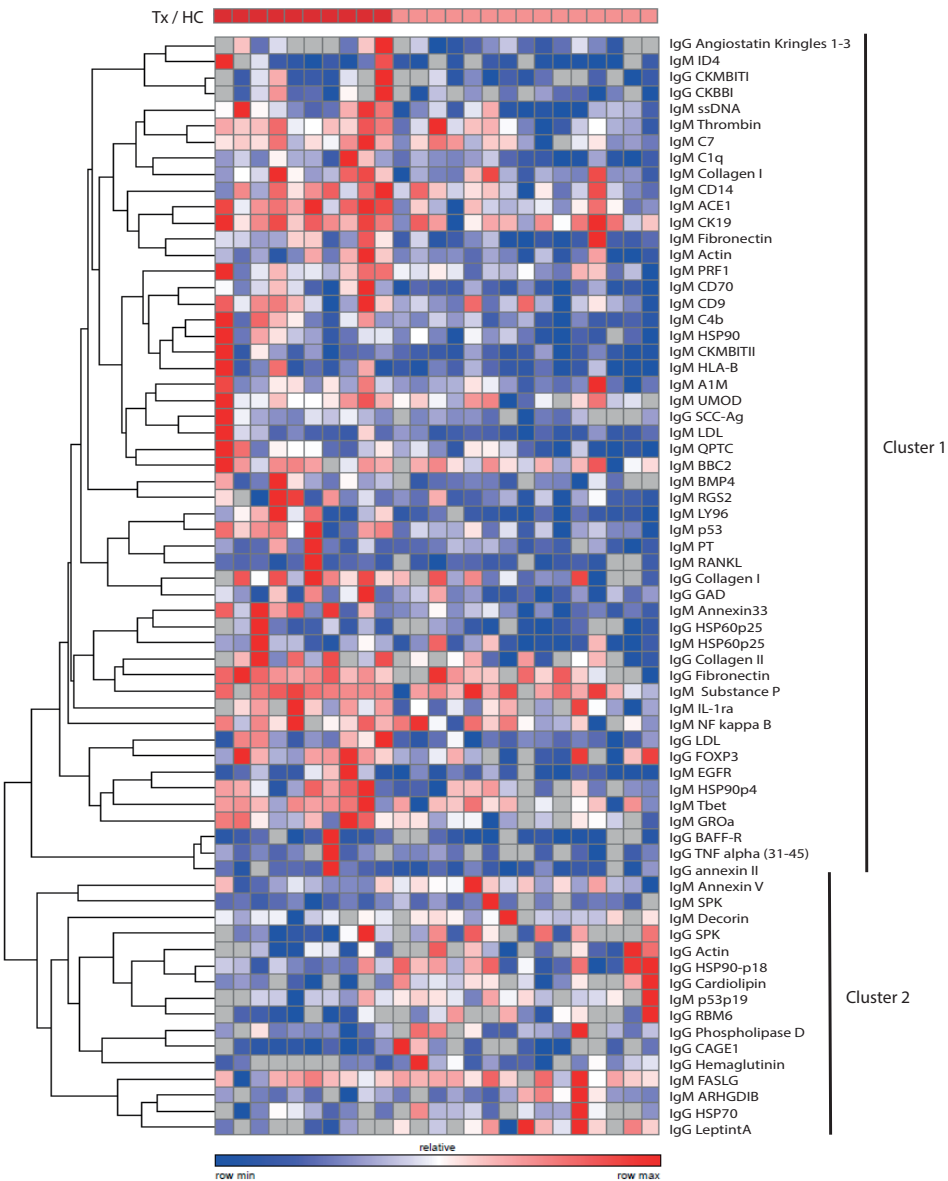 Tx / HC
IgG Angiostatin Kringles 1-3
IgM ID4
IgG CKMBITI
IgG CKBBI
IgM ssDNA
IgM Thrombin
IgM C7
IgM C1q
IgM Collagen I
IgM CD14
IgM ACE1
IgM CK19
IgM Fibronectin
IgM Actin
IgM PRF1
IgM CD70
IgM CD9
IgM C4b
IgM HSP90
IgM CKMBITII
IgM HLA-B
IgM A1M
IgM UMOD
IgG SCC-Ag
IgM LDL
IgM QPTC
IgM BBC2
IgM BMP4
IgM RGS2
IgM LY96
IgM p53
IgM PT
IgM RANKL
IgG Collagen I
IgG GAD
IgM Annexin33
IgG HSP60p25
IgM HSP60p25
IgG Collagen II
IgG Fibronectin
IgM Substance P
IgM IL-1ra
IgM NF kappa B
IgG LDL
IgG FOXP3
IgM EGFR
IgM HSP90p4
IgM Tbet
IgM GROa
IgG BAFF-R
IgG TNF alpha (31-45)
IgG annexin II
Cluster 1
IgM Annexin V
IgM SPK
IgM Decorin
IgG SPK
IgG Actin
IgG HSP90-p18
IgG Cardiolipin
IgM p53p19
IgG RBM6
IgG Phospholipase D
IgG CAGE1
IgG Hemaglutinin
IgM FASLG
IgM ARHGDIB
IgG HSP70
IgG LeptintA
Cluster 2
relative
row min
row max